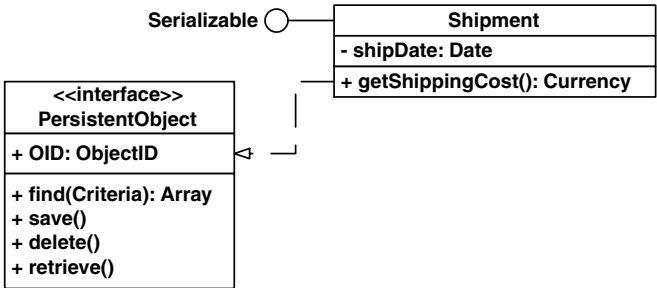 Serializable
Shipment
- shipDate: Date
+ getShippingCost(): Currency
<<interface>>
PersistentObject
+ OID: ObjectID
+ find(Criteria): Array
+ save()
+ delete()
+ retrieve()